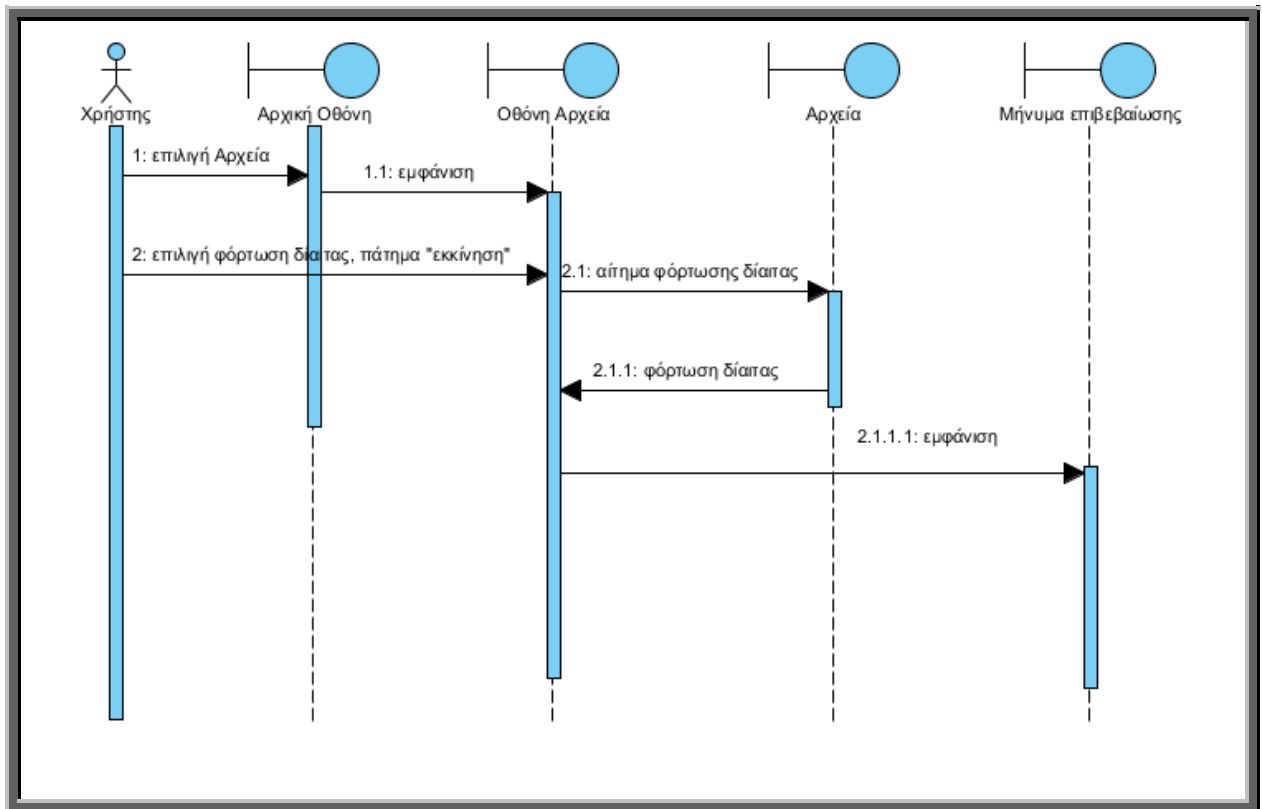 Χρήστης
Αρχική Οθόνη
Οθόνη Αρχεία
Αρχεία
Μήνυμα επιβεβαίωσης
1: επιλιγή Αρχεία
1.1: εμφάνιση
2: επιλιγή φόρτωση δίαιτας, πάτημα "εκκίνηση"
2.1: αίτημα φόρτωσης δίαιτας
2.1.1: φόρτωση δίαιτας
2.1.1.1: εμφάνιση